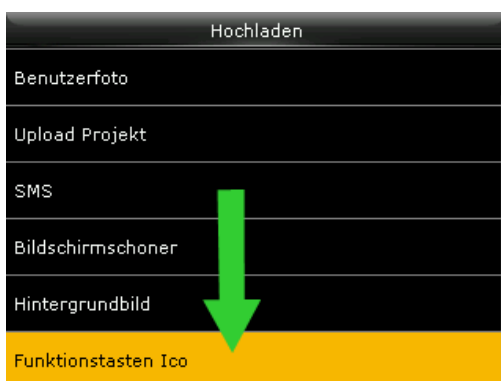 Hochladen
Benutzerfoto
Upload Projekt
SMS
Bildschirmschoner
Hintergrundbild
Funktionstasten Ico